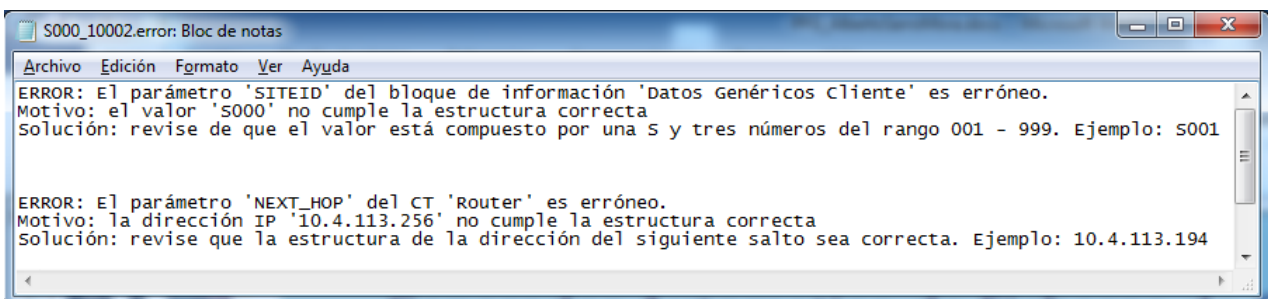 S000_10002.error: Bloc de notas
Archivo Edición Formato Ver Ayuda
ERROR: El parámetro 'SITEID' del bloque de información 'Datos Genéricos Cliente' es erróneo.
Motivo: el valor 'S000' no cumple la estructura correcta
Solución: revise de que el valor está compuesto por una S y tres números del rango 001 - 999. Ejemplo: S001
ERROR: El parámetro 'NEXT_HOP' del CT 'Router' es erróneo.
Motivo: la dirección IP '10.4.113.256' no cumple la estructura correcta
Solución: revise que la estructura de la dirección del siguiente salto sea correcta. Ejemplo: 10.4.113.194